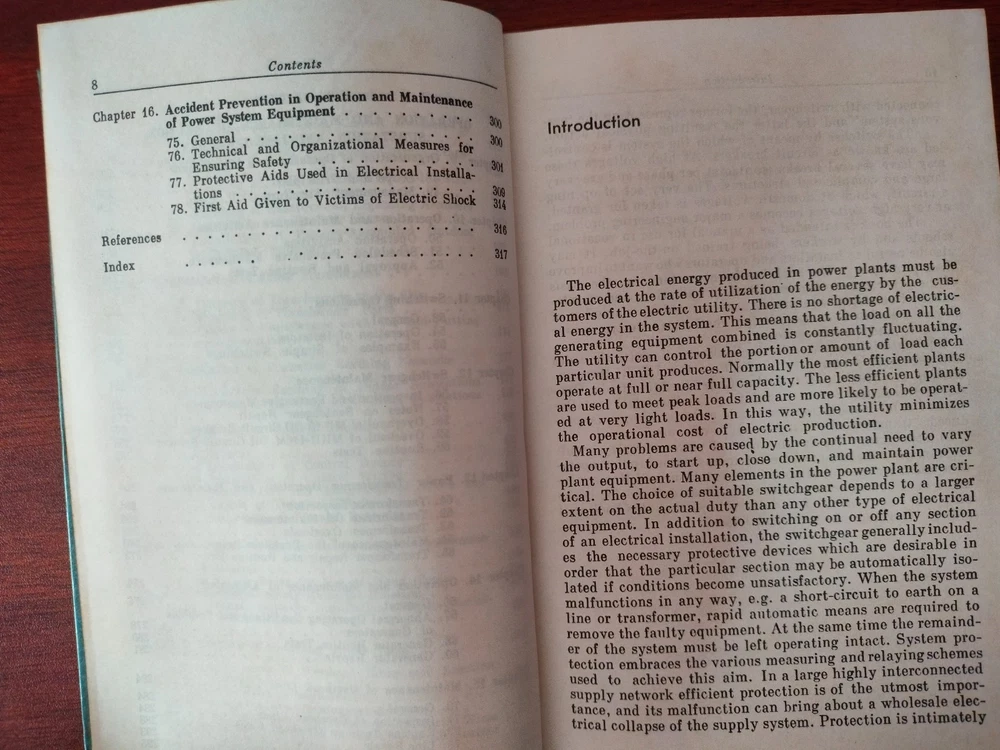 8
Contents
Chapter 16. Accident Prevention in Operation and Maintenance
of Power System Equipment . . . . . . . . . 300
75. General . . . . . . . . . . . . . . . . 300
76. Technical and Organizational Measures for
Ensuring Safety . . . . . . . . . . . 301
77. Protective Aids Used in Electrical Installa-
tions . . . . . . . . . . . . . . . . . 309
78. First Aid Given to Victims of Electric Shock 314
References . . . . . . . . . . . . . . . . . . . . 316
Index . . . . . . . . . . . . . . . . . . . . 317
Introduction
The electrical energy produced in power plants must be
produced at the rate of utilization of the energy by the cus-
tomers of the electric utility. There is no shortage of electric-
al energy in the system. This means that the load on all the
generating equipment combined is constantly fluctuating.
The utility can control the portion or amount of load each
particular unit produces. Normally the most efficient plants
operate at full or near full capacity. The less efficient plants
are used to meet peak loads and are more likely to be operat-
ed at very light loads. In this way, the utility minimizes
the operational cost of electric production.
Many problems are caused by the continual need to vary
the output, to start up, close down, and maintain power
plant equipment. Many elements in the power plant are cri-
tical. The choice of suitable switchgear depends to a larger
extent on the actual duty than any other type of electrical
equipment. In addition to switching on or off any section
of an electrical installation, the switchgear generally includ-
es the necessary protective devices which are desirable in
order that the particular section may be automatically iso-
lated if conditions become unsatisfactory. When the system
malfunctions in any way, e.g. a short-circuit to earth on a
line or transformer, rapid automatic means are required to
remove the faulty equipment. At the same time the remaind-
er of the system must be left operating intact. System pro-
tection embraces the various measuring and relaying schemes
used to achieve this aim. In a large highly interconnected
supply network efficient protection is of the utmost impor-
tance, and its malfunction can bring about a wholesale elec-
trical collapse of the supply system. Protection is intimately